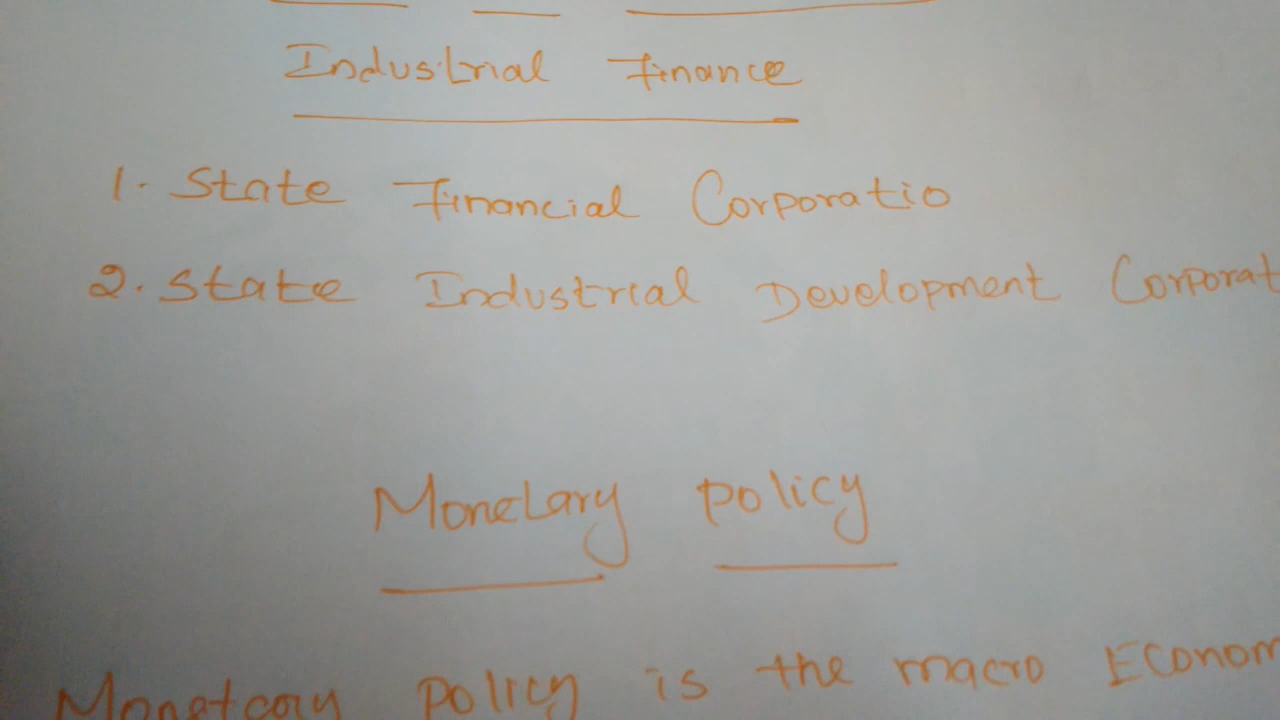 Industrial Finance
1. State Financial Corporatio
2. State Industrial Development Corporat
Monetary policy
Monetary policy is the macro Econom